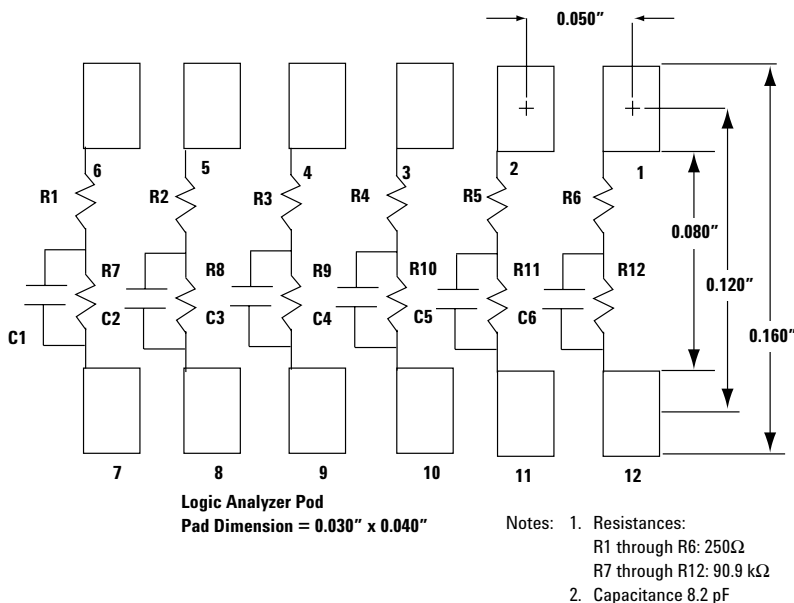 0.050"
6 5 4 3 2 1
R1 R2 R3 R4 R5 R6
0.080"
R7 R8 R9 R10 R11 R12
0.120"
C1 C2 C3 C4 C5 C6
0.160"
7 8 9 10 11 12
Logic Analyzer Pod
Pad Dimension = 0.030" x 0.040"
Notes: 1. Resistances:
R1 through R6: 250Ω
R7 through R12: 90.9 kΩ
2. Capacitance 8.2 pF